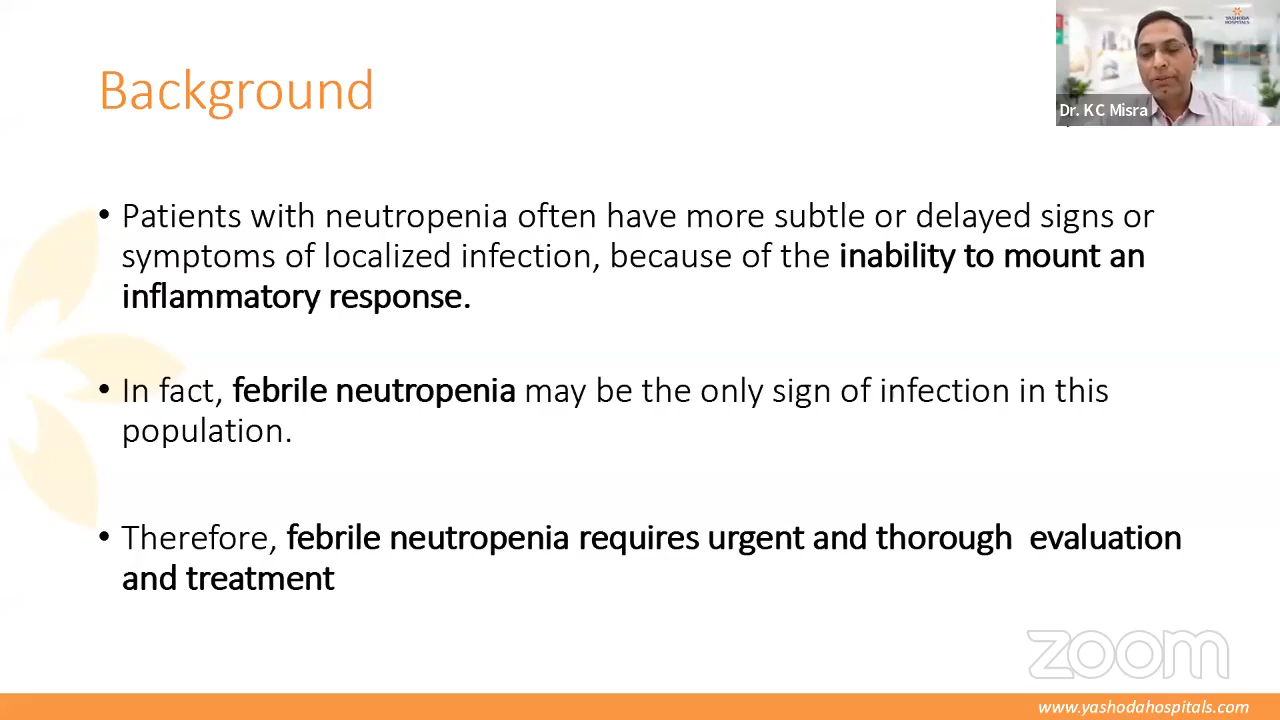 YASHODA
HOSPITALS
Background
Dr. K C Misra
• Patients with neutropenia often have more subtle or delayed signs or
symptoms of localized infection, because of the inability to mount an
inflammatory response.
• In fact, febrile neutropenia may be the only sign of infection in this
population.
• Therefore, febrile neutropenia requires urgent and thorough  evaluation
and treatment
zoom
www.yashodahospitals.com